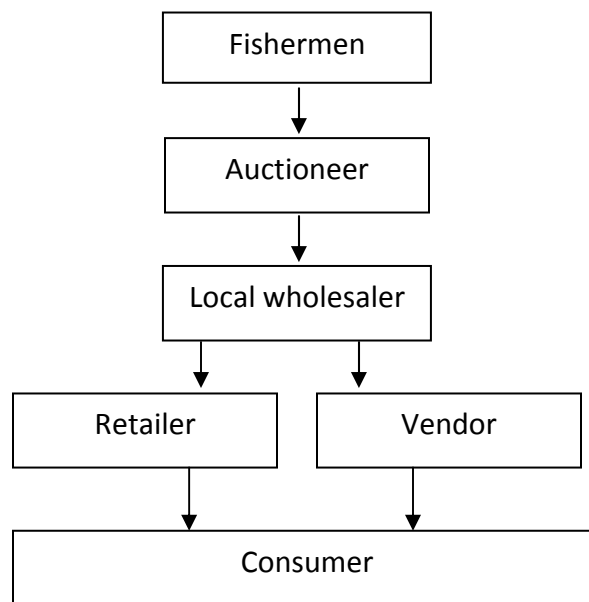 Fishermen
Auctioneer
Local wholesaler
Retailer
Vendor
Consumer